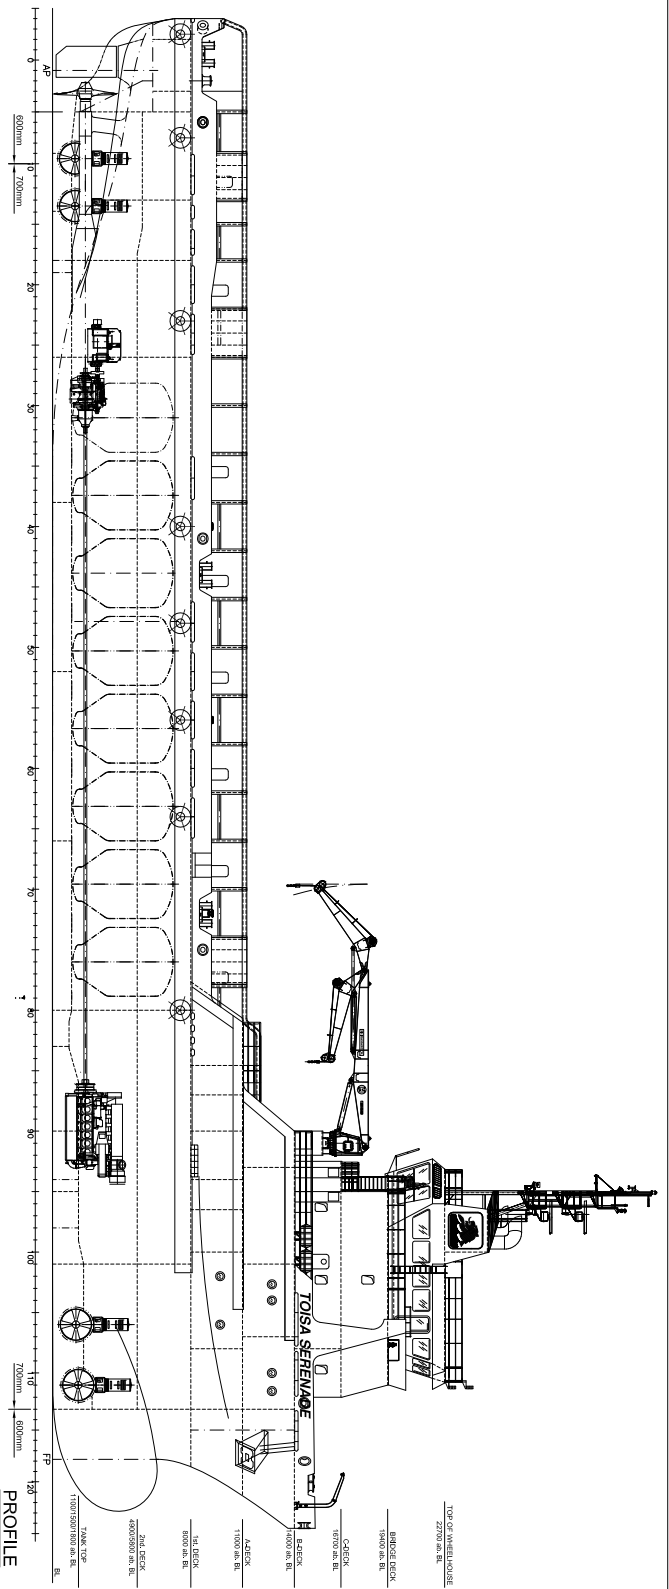 TOP OF WHEELHOUSE
22700 ab. BL
BRIDGE DECK
19400 ab. BL
C-DECK
16700 ab. BL
B-DECK
14000 ab. BL
A-DECK
11000 ab. BL
1st. DECK
8000 ab. BL
2nd. DECK
4900/5800 ab. BL
TANK TOP
1100/1500/1800 ab. BL
BL
TOISA SERENADE
AP
FP
0
10
20
30
40
50
60
70
80
90
100
110
120
600mm
700mm
700mm
600mm
PROFILE